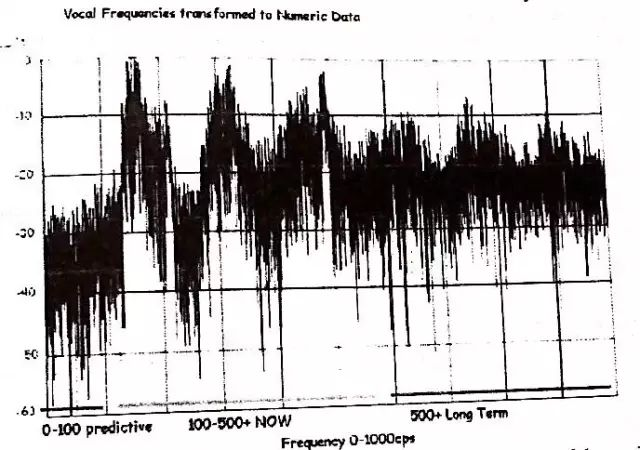 Vocal Frequencies transformed to Numeric Data
-10
-20
-30
-40
50
-60
0-100 predictive
100-500+ NOW
500+ Long Term
Frequency 0-1000cps